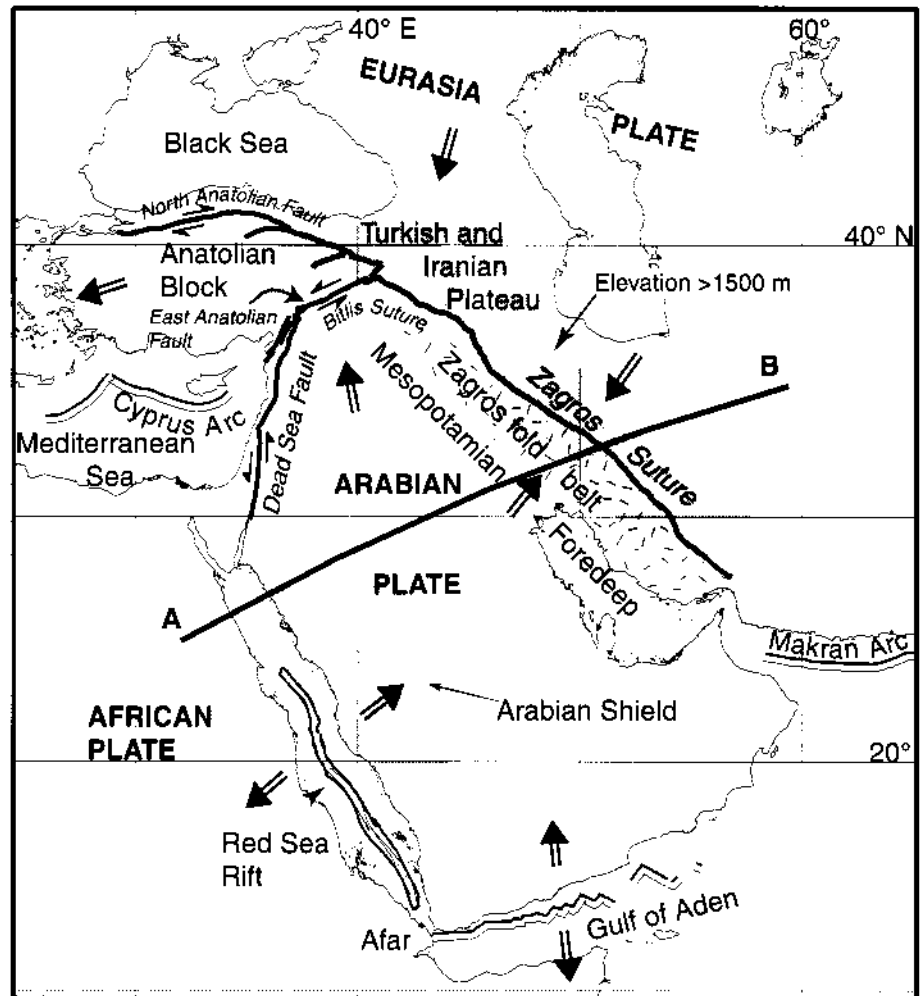 40° E
60°
EURASIA
PLATE
Black Sea
North Anatolian Fault
40° N
Turkish and
Iranian
Plateau
Anatolian
Block
Elevation >1500 m
East Anatolian
Fault
Bitlis Suture
B
Zagros
Suture
Zagros fold
belt
Mesopotamian
Foredeep
Cyprus Arc
Mediterranean
Sea
Dead Sea Fault
ARABIAN
PLATE
A
Makran Arc
AFRICAN
PLATE
Arabian Shield
20°
Red Sea
Rift
Afar
Gulf of Aden